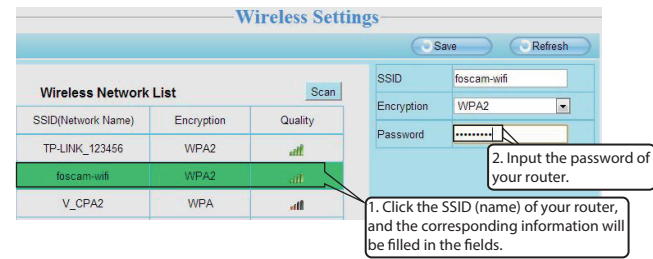 Wireless Settings
Save Refresh
Wireless Network List Scan
SSID(Network Name) Encryption Quality
TP-LINK_123456 WPA2
foscam-wifi WPA2
V_CPA2 WPA
SSID foscam-wifi
Encryption WPA2
Password ••••••••
2. Input the password of
your router.
1. Click the SSID (name) of your router,
and the corresponding information will
be filled in the fields.